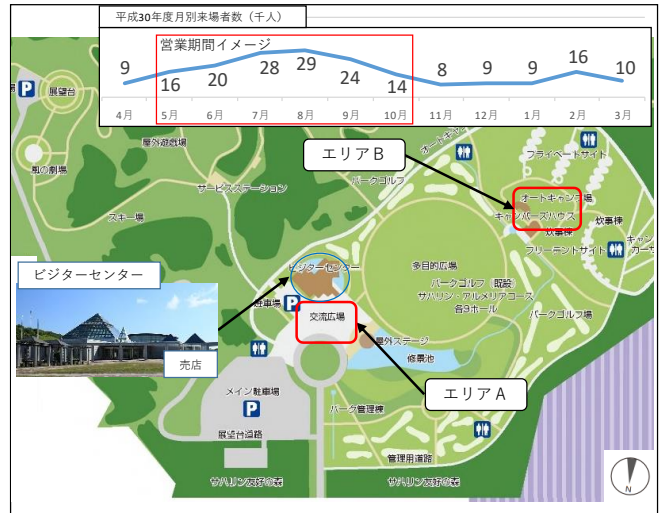 平成30年度月別来場者数（千人）
営業期間イメージ
9 16 20 28 29 24 14 8 9 9 16 10
4月 5月 6月 7月 8月 9月 10月 11月 12月 1月 2月 3月
P 展望台
風の劇場
屋外遊戯場
サービスステーション
スキー場
パークゴルフ
エリアB
プライベートサイト
オートキャンプ場
キャンパーズハウス
炊事棟
炊事棟
フリーテントサイト
ビジターセンター
ビジターセンター
売店
駐車場 P
交流広場
多目的広場
パークゴルフ（既設）
サハリン・アルメリアコース
各9ホール
パークゴルフ場
屋外ステージ
修景池
エリアA
メイン駐車場
P
パーク管理棟
展望台道路
管理用道路
サハリン友好の森
サハリン友好の森
N